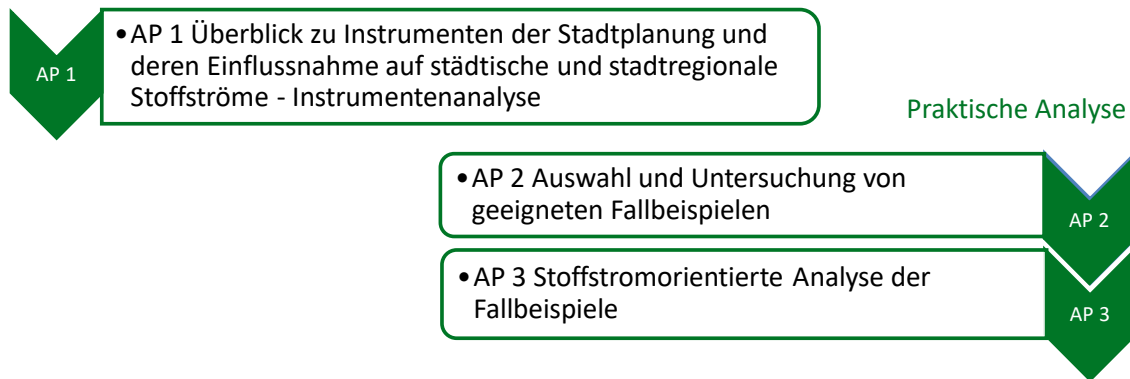 AP 1
•AP 1 Überblick zu Instrumenten der Stadtplanung und
deren Einflussnahme auf städtische und stadtregionale
Stoffströme - Instrumentenanalyse
Praktische Analyse
•AP 2 Auswahl und Untersuchung von
geeigneten Fallbeispielen
AP 2
•AP 3 Stoffstromorientierte Analyse der
Fallbeispiele
AP 3